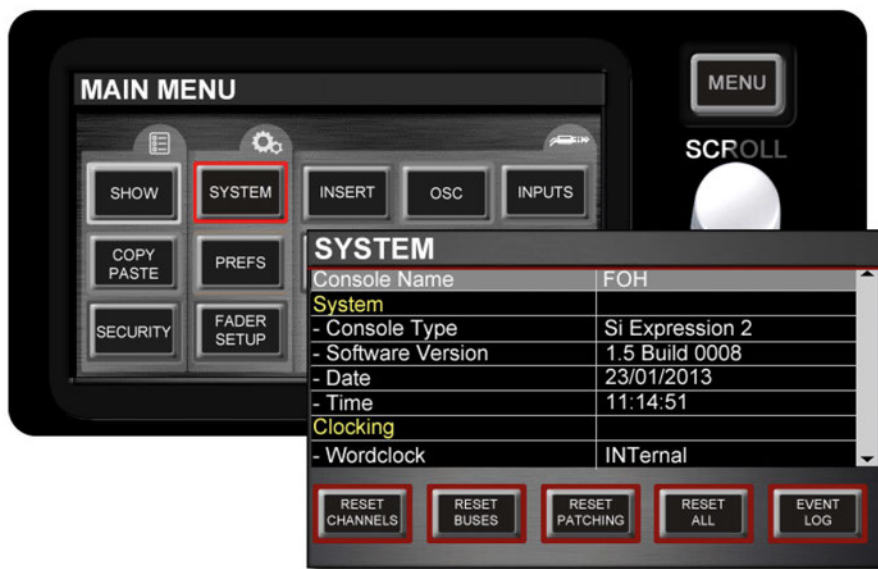 MAIN MENU
MENU
SCROLL
SHOW
SYSTEM
INSERT
OSC
INPUTS
COPY
PASTE
PREFS
SECURITY
FADER
SETUP
SYSTEM
Console Name FOH
System
- Console Type Si Expression 2
- Software Version 1.5 Build 0008
- Date 23/01/2013
- Time 11:14:51
Clocking
- Wordclock INTernal
RESET
CHANNELS
RESET
BUSES
RESET
PATCHING
RESET
ALL
EVENT
LOG